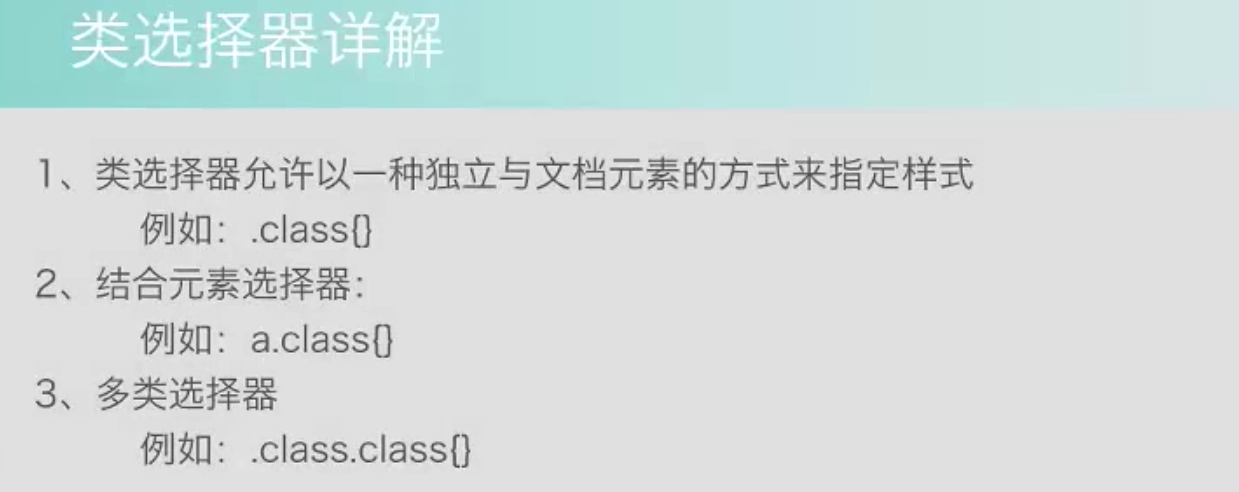 类选择器详解
1、类选择器允许以一种独立与文档元素的方式来指定样式
例如：.class{}
2、结合元素选择器：
例如：a.class{}
3、多类选择器
例如：.class.class{}